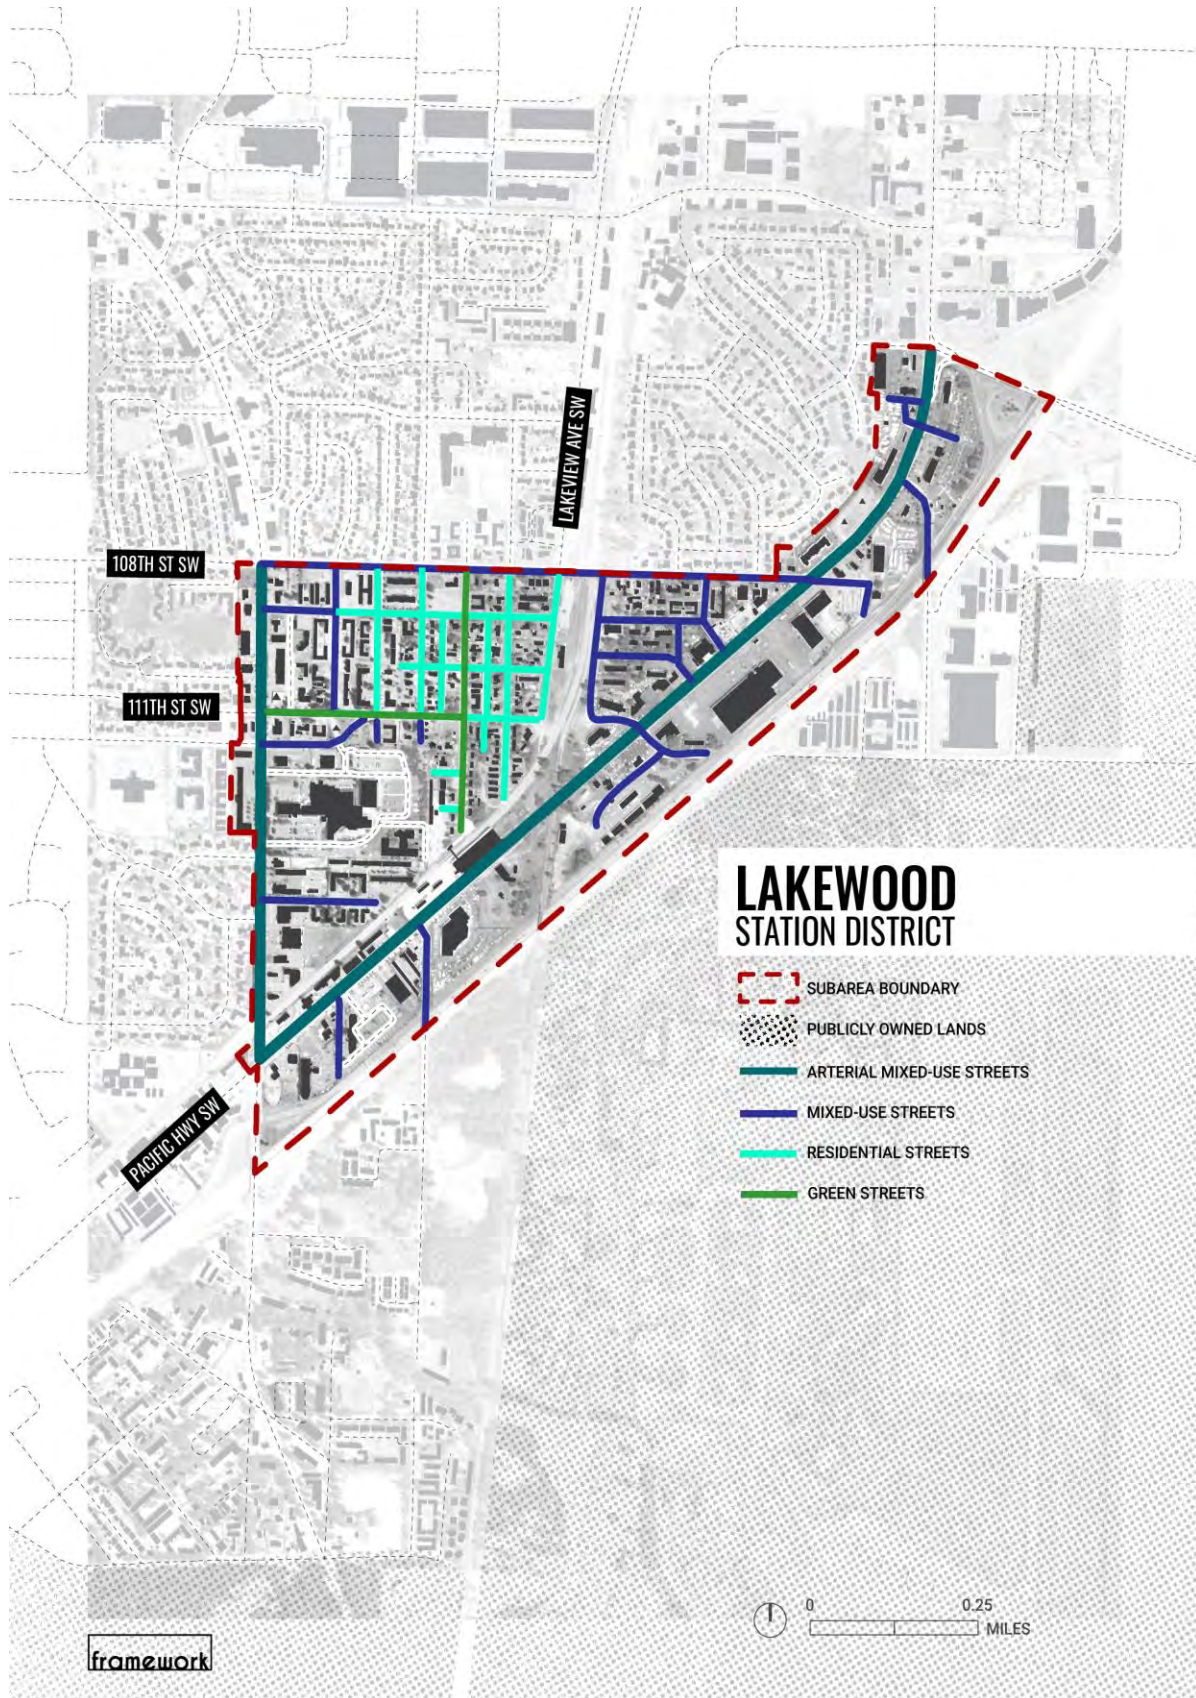 LAKEVIEW AVE SW
108TH ST SW
111TH ST SW
PACIFIC HWY SW
LAKEWOOD
STATION DISTRICT
SUBAREA BOUNDARY
PUBLICLY OWNED LANDS
ARTERIAL MIXED-USE STREETS
MIXED-USE STREETS
RESIDENTIAL STREETS
GREEN STREETS
0 0.25
MILES
framework